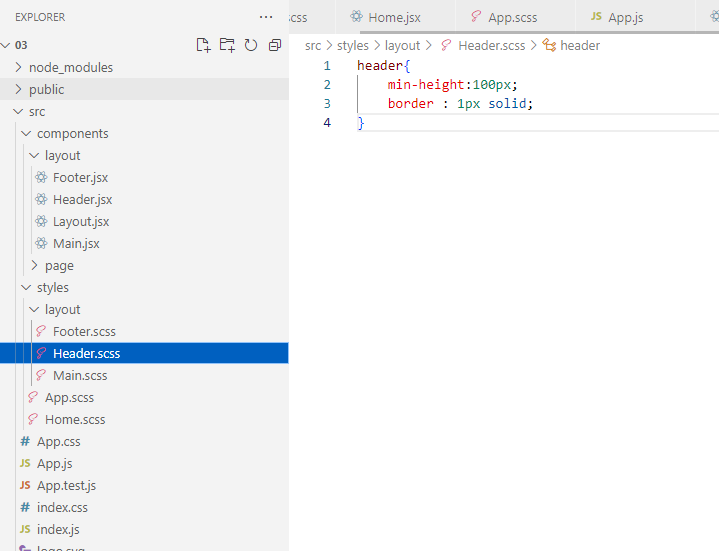 EXPLORER
03
node_modules
public
src
components
layout
Footer.jsx
Header.jsx
Layout.jsx
Main.jsx
page
styles
layout
Footer.scss
Header.scss
Main.scss
App.scss
Home.scss
# App.css
JS App.js
JS App.test.js
# index.css
JS index.js
logo.svg
scss Home.jsx App.scss JS App.js
src > styles > layout > Header.scss > header
1 header{
2 min-height:100px;
3 border : 1px solid;
4 }